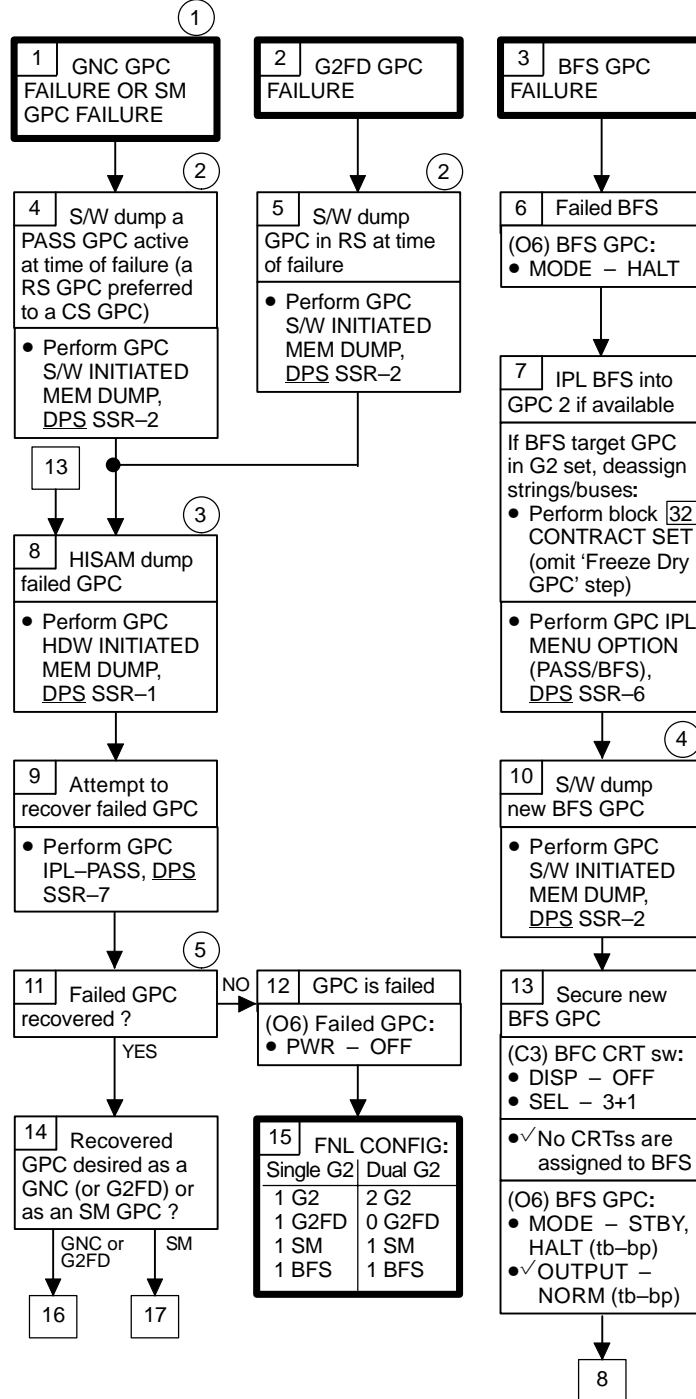 1
1 GNC GPC
FAILURE OR SM
GPC FAILURE
2 G2FD GPC
FAILURE
3 BFS GPC
FAILURE
2
4 S/W dump a
PASS GPC active
at time of failure (a
RS GPC preferred
to a CS GPC)
• Perform GPC
S/W INITIATED
MEM DUMP,
DPS SSR–2
2
5 S/W dump
GPC in RS at time
of failure
• Perform GPC
S/W INITIATED
MEM DUMP,
DPS SSR–2
6 Failed BFS
(O6) BFS GPC:
• MODE – HALT
7 IPL BFS into
GPC 2 if available
If BFS target GPC
in G2 set, deassign
strings/buses:
• Perform block 32
CONTRACT SET
(omit ‘Freeze Dry
GPC’ step)
• Perform GPC IPL
MENU OPTION
(PASS/BFS),
DPS SSR–6
13
3
8 HISAM dump
failed GPC
• Perform GPC
HDW INITIATED
MEM DUMP,
DPS SSR–1
4
10 S/W dump
new BFS GPC
• Perform GPC
S/W INITIATED
MEM DUMP,
DPS SSR–2
9 Attempt to
recover failed GPC
• Perform GPC
IPL–PASS, DPS
SSR–7
5
11 Failed GPC
recovered ?
NO
YES
12 GPC is failed
(O6) Failed GPC:
• PWR – OFF
13 Secure new
BFS GPC
(C3) BFC CRT sw:
• DISP – OFF
• SEL – 3+1
•√No CRTss are
assigned to BFS
(O6) BFS GPC:
• MODE – STBY,
HALT (tb–bp)
•√OUTPUT –
NORM (tb–bp)
14 Recovered
GPC desired as a
GNC (or G2FD) or
as an SM GPC ?
GNC or
G2FD
SM
16
17
15 FNL CONFIG:
Single G2 Dual G2
1 G2 2 G2
1 G2FD 0 G2FD
1 SM 1 SM
1 BFS 1 BFS
8